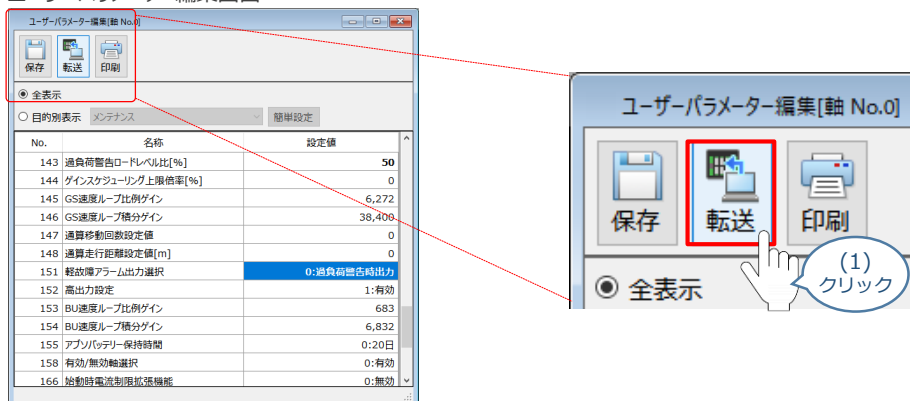 ユーザーパラメーター編集[軸 No.0]
保存 転送 印刷
全表示
目的別表示 メンテナンス 簡単設定
No. 名称 設定値
143 過負荷警告ロードレベル比[%] 50
144 ゲインスケジューリング上限倍率[%] 0
145 GS速度ループ比例ゲイン 6,272
146 GS速度ループ積分ゲイン 38,400
147 通算移動回数設定値 0
148 通算走行距離設定値[m] 0
151 軽故障アラーム出力選択 0:過負荷警告時出力
152 高出力設定 1:有効
153 BU速度ループ比例ゲイン 683
154 BU速度ループ積分ゲイン 6,832
155 アブソバッテリー保持時間 0:20日
158 有効/無効軸選択 0:有効
166 始動時電流制限拡張機能 0:無効
ユーザーパラメーター編集[軸 No.0]
保存 転送 印刷
全表示
(1)
クリック